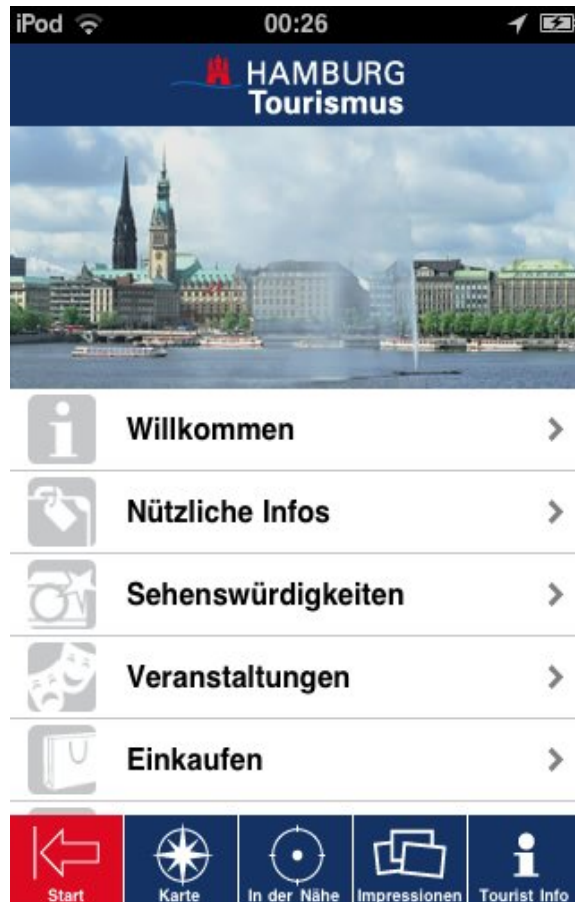 iPod 00:26
HAMBURG
Tourismus
Willkommen
Nützliche Infos
Sehenswürdigkeiten
Veranstaltungen
Einkaufen
Start Karte In der Nähe Impressionen Tourist Info